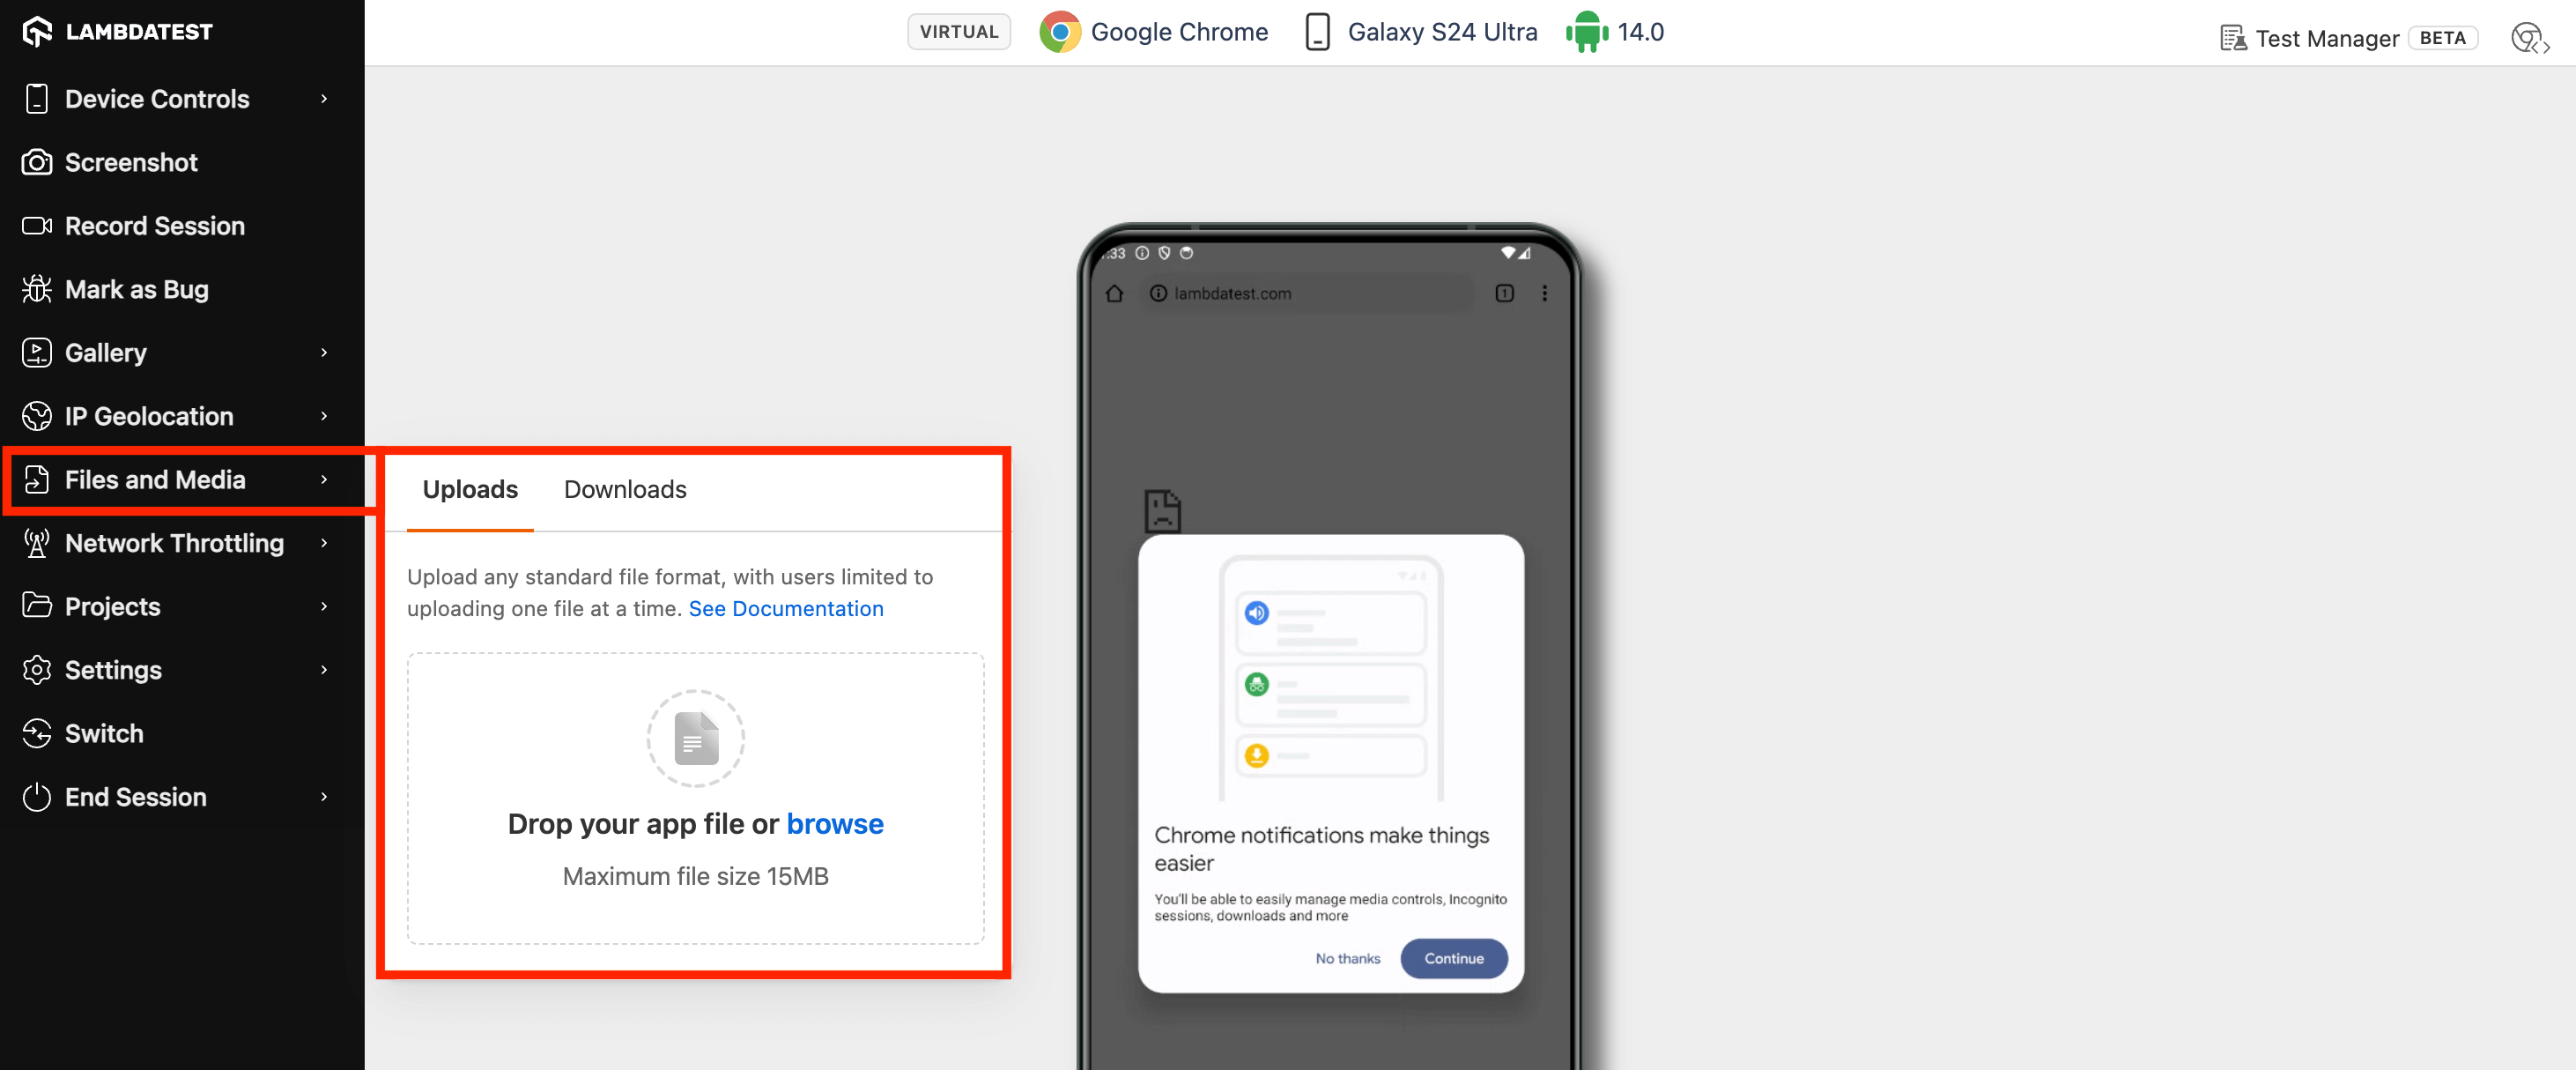 LAMBDATEST
VIRTUAL
Google Chrome
Galaxy S24 Ultra
14.0
Test Manager
BETA
Device Controls
Screenshot
Record Session
Mark as Bug
Gallery
IP Geolocation
Files and Media
Network Throttling
Projects
Settings
Switch
End Session
Uploads
Downloads
Upload any standard file format, with users limited to
uploading one file at a time. See Documentation
Drop your app file or browse
Maximum file size 15MB
:33
lambdatest.com
1
Chrome notifications make things
easier
You'll be able to easily manage media controls, Incognito
sessions, downloads and more
No thanks
Continue